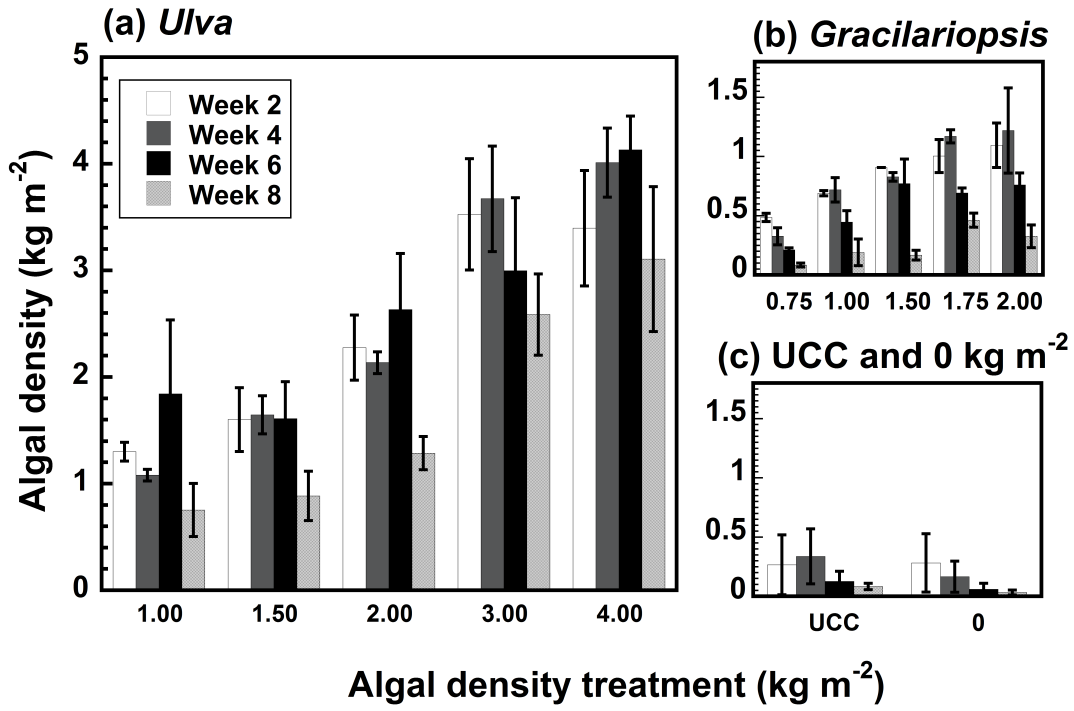 (a) Ulva
5
4
3
2
1
0
Week 2
Week 4
Week 6
Week 8
Algal density (kg m-2)
1.00 1.50 2.00 3.00 4.00
(b) Gracilariopsis
1.5
1
0.5
0
0.75 1.00 1.50 1.75 2.00
(c) UCC and 0 kg m-2
1.5
1
0.5
0
UCC 0
Algal density treatment (kg m-2)